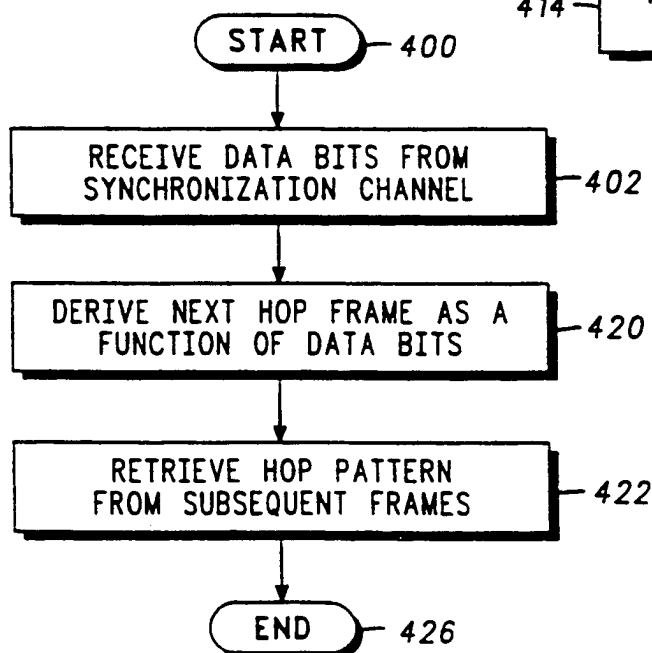 414
START
400
RECEIVE DATA BITS FROM
SYNCHRONIZATION CHANNEL
402
DERIVE NEXT HOP FRAME AS A
FUNCTION OF DATA BITS
420
RETRIEVE HOP PATTERN
FROM SUBSEQUENT FRAMES
422
END
426